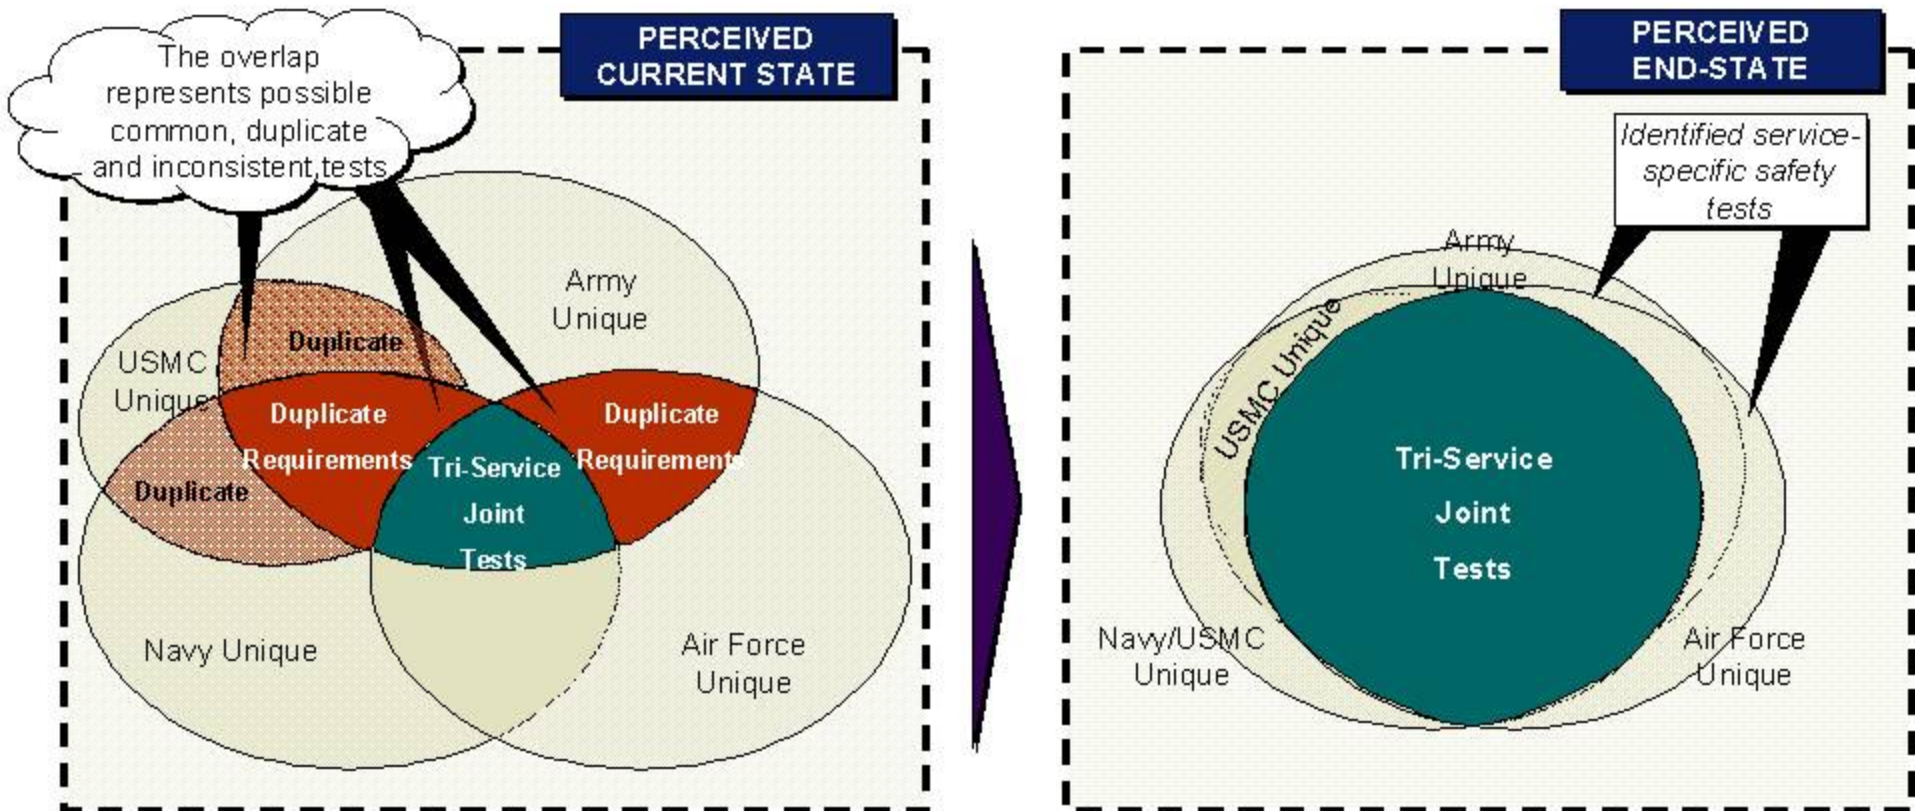 The overlap
represents possible
common, duplicate
and inconsistent tests
PERCEIVED
CURRENT STATE
Army
Unique
USMC
Unique
Duplicate
Duplicate
Requirements
Duplicate
Requirements
Duplicate
Tri-Service
Joint
Tests
Navy Unique
Air Force
Unique
PERCEIVED
END-STATE
Identified service-
specific safety
tests
Army
Unique
USMC Unique
Tri-Service
Joint
Tests
Navy/USMC
Unique
Air Force
Unique